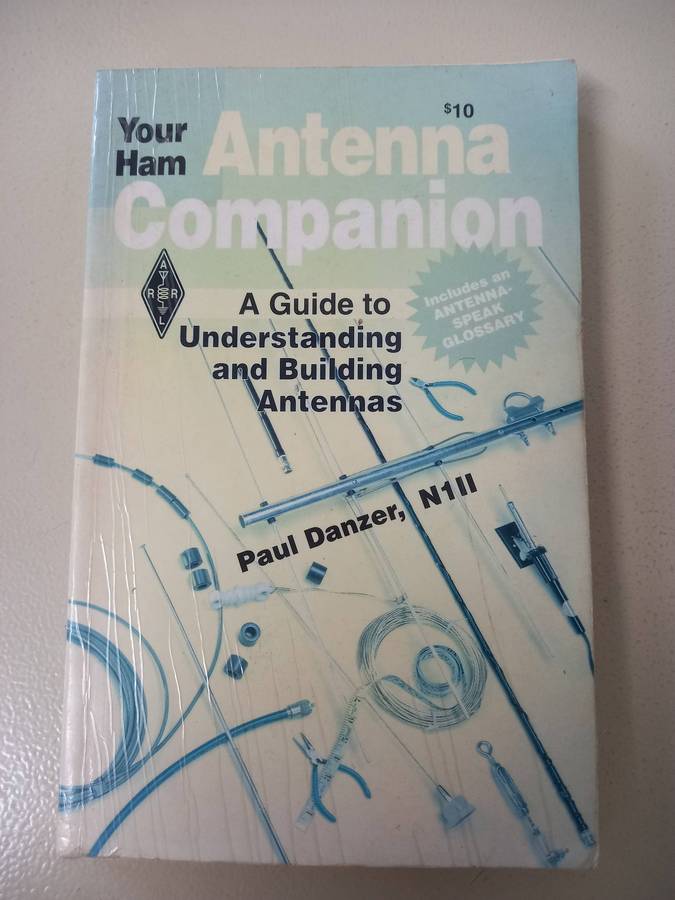 $10
Your
Ham
Antenna
Companion
A
R R
L
A Guide to
Understanding
and Building
Antennas
Includes an
ANTENNA-
SPEAK
GLOSSARY
Paul Danzer, N1II